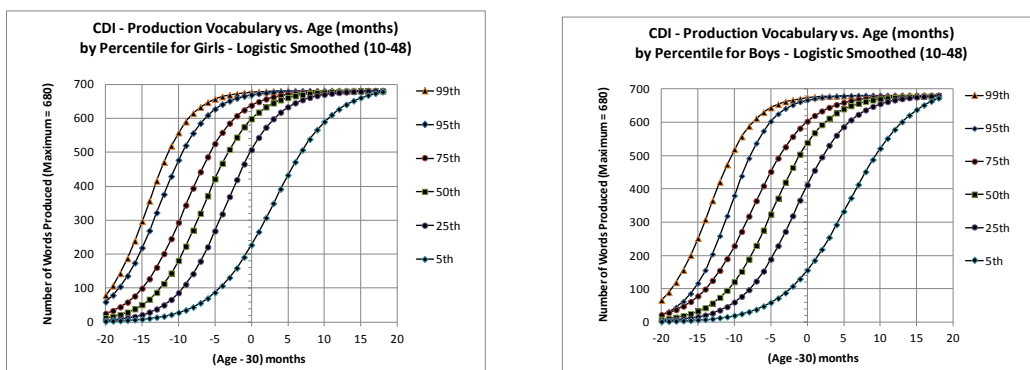 CDI - Production Vocabulary vs. Age (months)
by Percentile for Girls - Logistic Smoothed (10-48)
Number of Words Produced (Maximum = 680)
700
600
500
400
300
200
100
0
-20 -15 -10 -5 0 5 10 15 20
(Age - 30) months
99th
95th
75th
50th
25th
5th
CDI - Production Vocabulary vs. Age (months)
by Percentile for Boys - Logistic Smoothed (10-48)
Number of Words Produced (Maximum = 680)
700
600
500
400
300
200
100
0
-20 -15 -10 -5 0 5 10 15 20
(Age -30) months
99th
95th
75th
50th
25th
5th